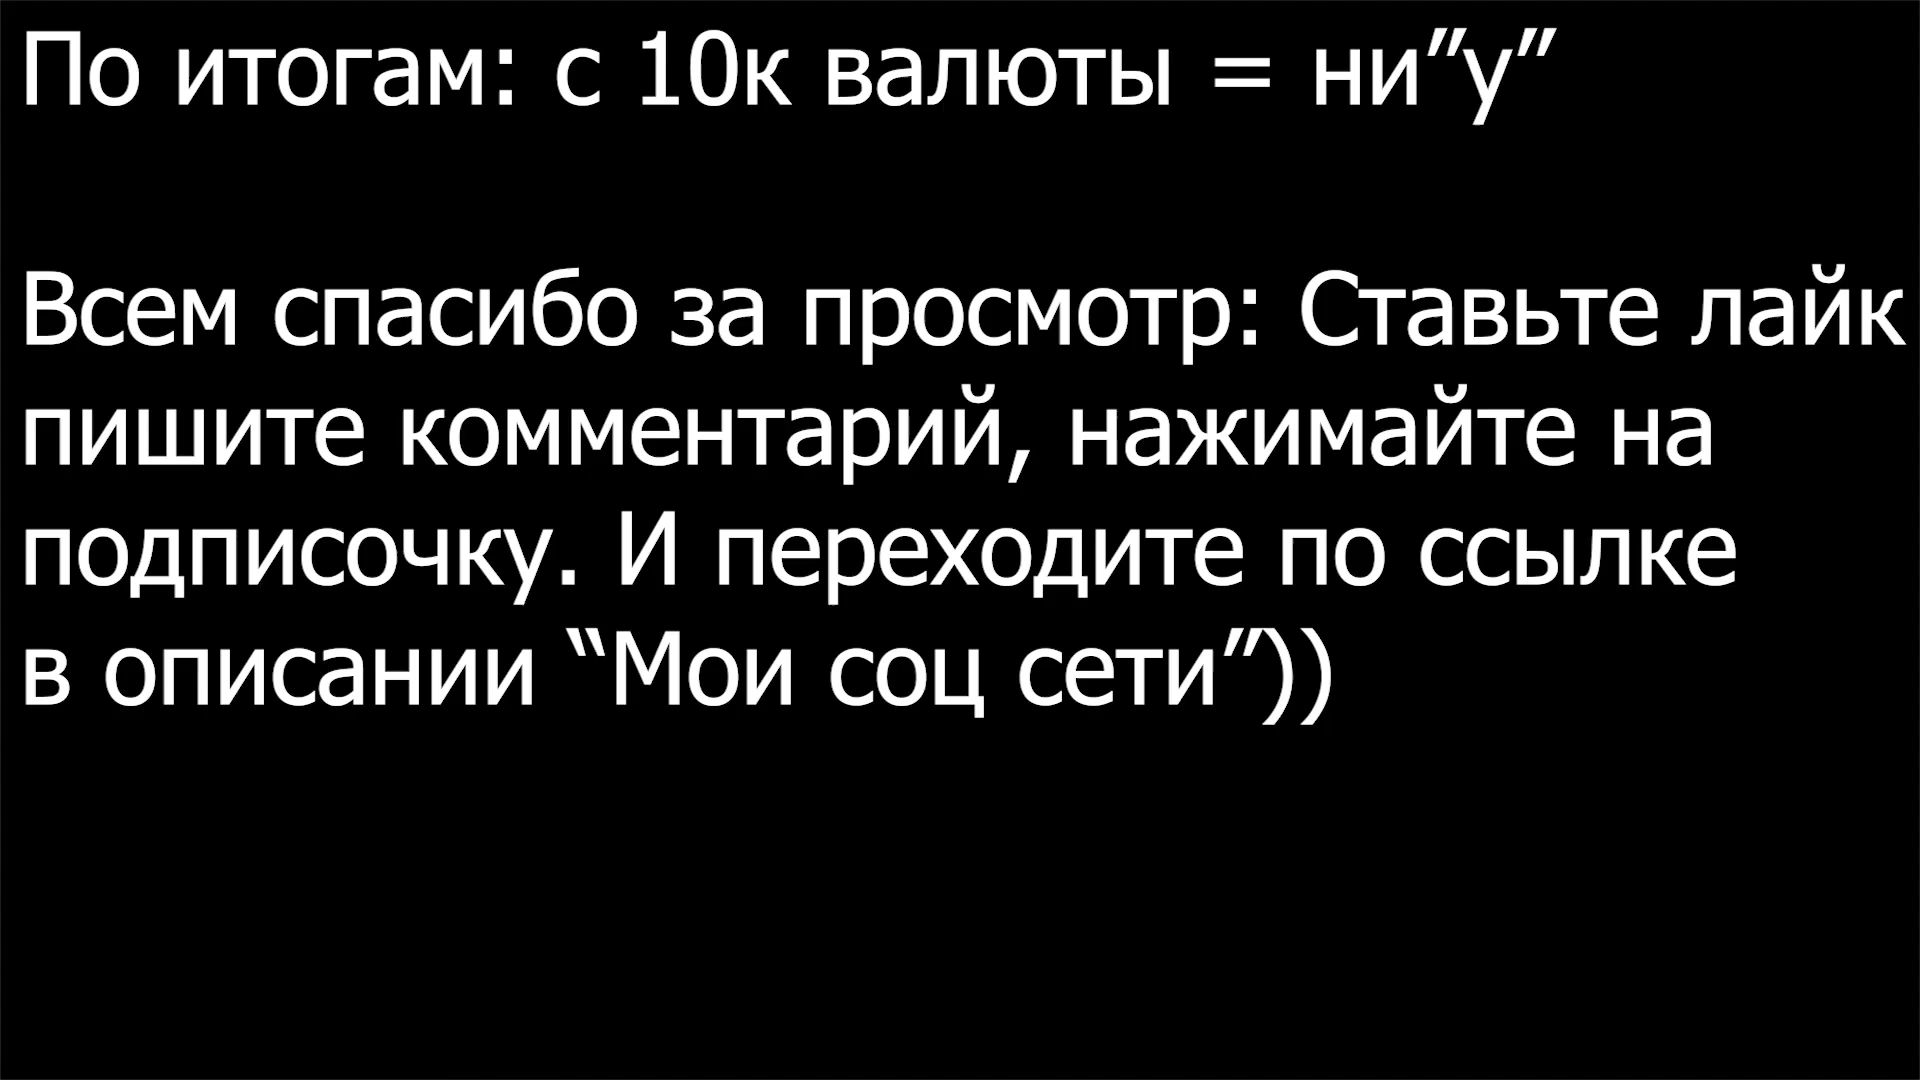 По итогам: с 10к валюты = ни”у”
Всем спасибо за просмотр: Ставьте лайк
пишите комментарий, нажимайте на
подписочку. И переходите по ссылке
в описании “Мои соц сети”))